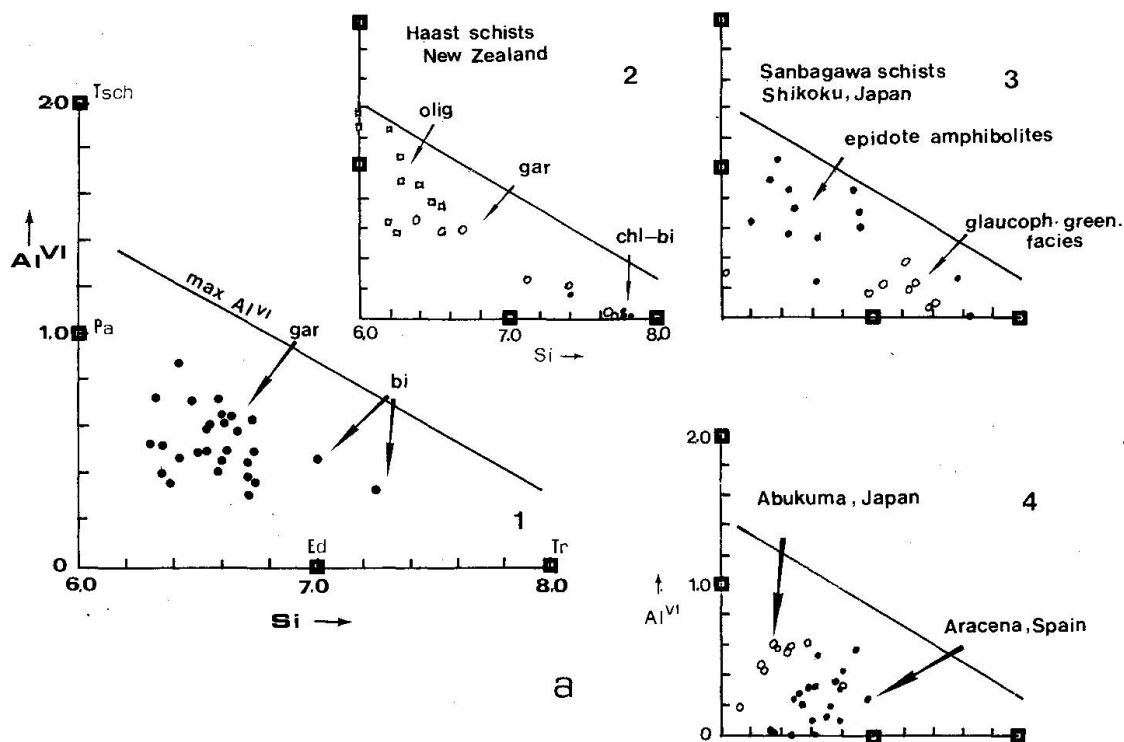 Haast schists
New Zealand
2
olig
gar
chl-bi
6.0
7.0
8.0
Si →
3
Sanbagawa schists
Shikoku, Japan
epidote amphibolites
glaucoph-green.
facies
2.0
Tsch
Al VI
max Al VI
gar
bi
1.0
Pa
1
0
Ed
Tr
6.0
7.0
8.0
Si →
a
2.0
Abukuma, Japan
4
1.0
Al VI
Aracena, Spain
0